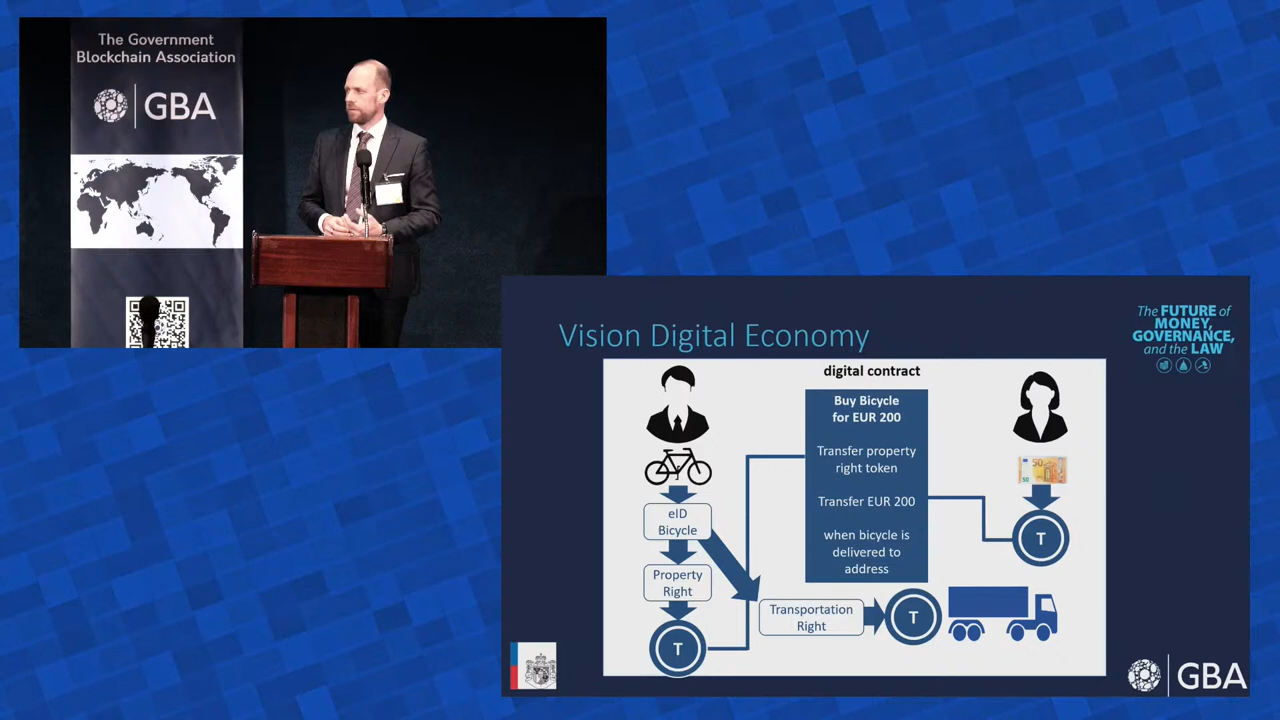 The Government
Blockchain Association
GBA
Vision Digital Economy
The FUTURE of
MONEY,
GOVERNANCE,
and the LAW
digital contract
Buy Bicycle
for EUR 200
Transfer property
right token
Transfer EUR 200
when bicycle is
delivered to
address
50
50
eID
Bicycle
Property
Right
T
Transportation
Right
T
T
GBA